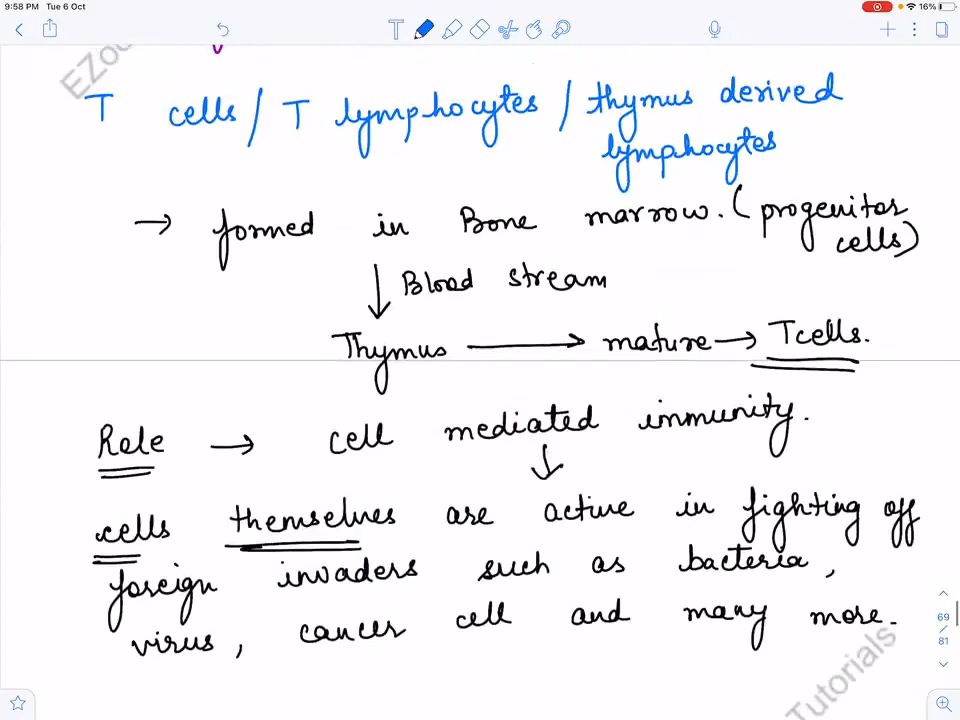 9:58 PM Tue 6 Oct
16%
EZoo
T cells / T lymphocytes / thymus derived
lymphocytes
→ formed in Bone marrow. (progenitor
cells)
↓ Blood stream
Thymus → mature → T cells.
Role → cell mediated immunity.
↓
cells themselves are active in fighting off
foreign invaders such as bacteria,
virus, cancer cell and many more.
69
/
81
Tutorials